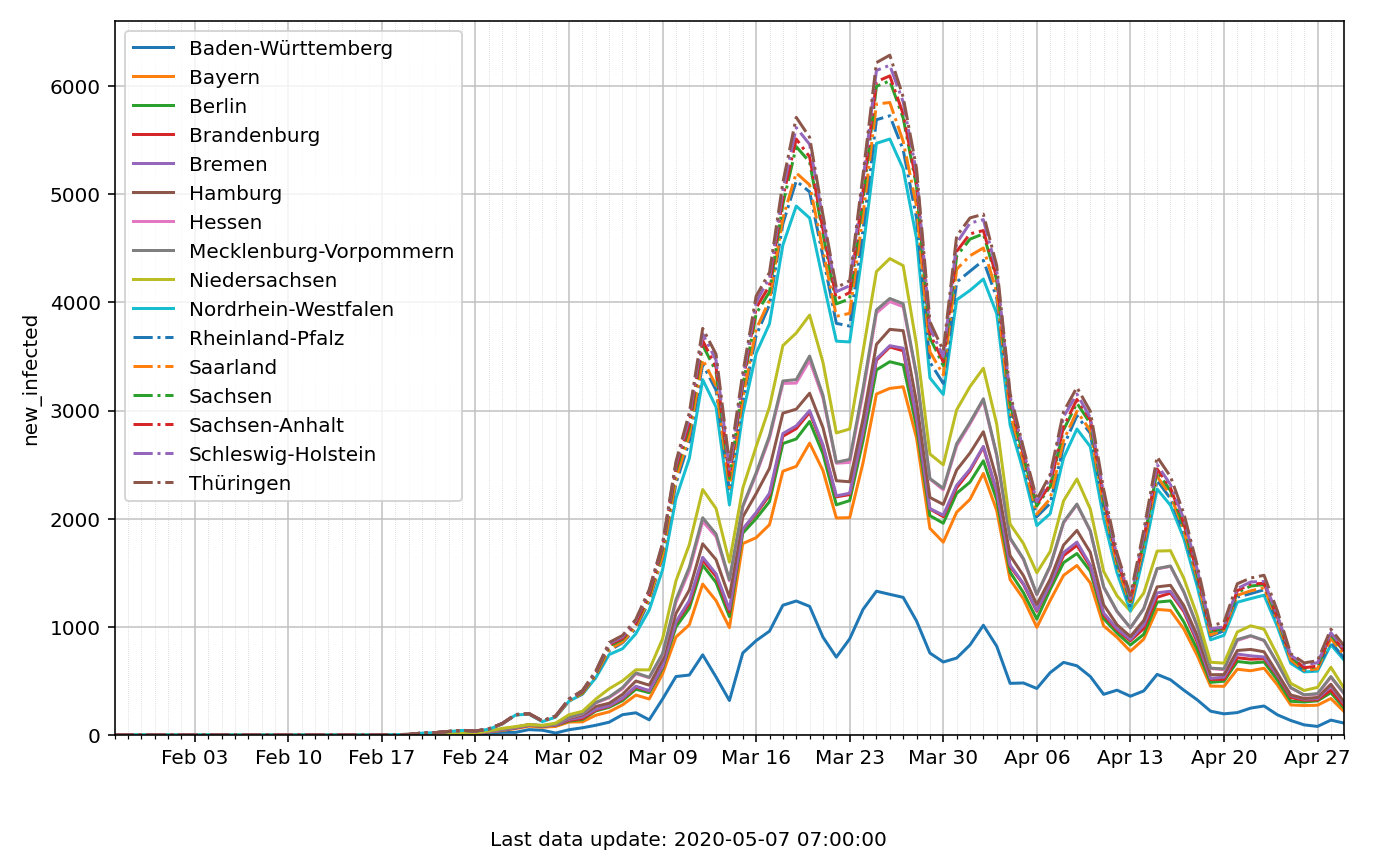 new_infected
6000
5000
4000
3000
2000
1000
0
Baden-Württemberg
Bayern
Berlin
Brandenburg
Bremen
Hamburg
Hessen
Mecklenburg-Vorpommern
Niedersachsen
Nordrhein-Westfalen
Rheinland-Pfalz
Saarland
Sachsen
Sachsen-Anhalt
Schleswig-Holstein
Thüringen
Feb 03 Feb 10 Feb 17 Feb 24 Mar 02 Mar 09 Mar 16 Mar 23 Mar 30 Apr 06 Apr 13 Apr 20 Apr 27
Last data update: 2020-05-07 07:00:00